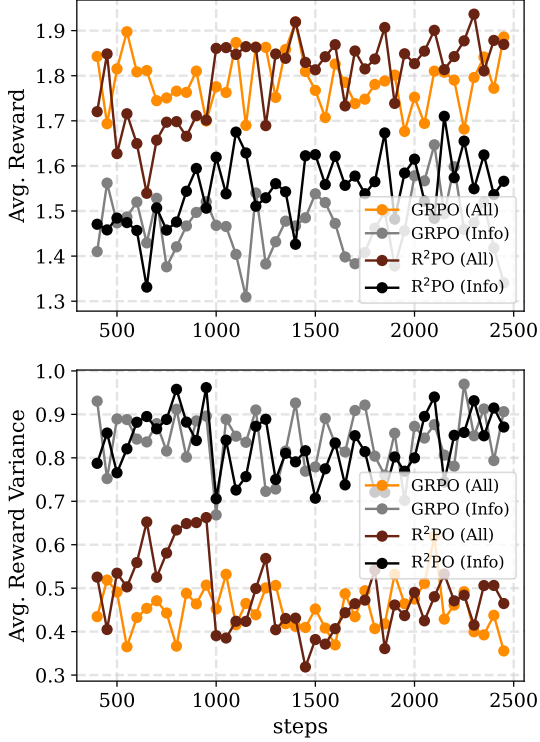 1.9
1.8
1.7
1.6
1.5
1.4
1.3
Avg. Reward
GRPO (All)
GRPO (Info)
R²PO (All)
R²PO (Info)
500 1000 1500 2000 2500
1.0
0.9
0.8
0.7
0.6
0.5
0.4
0.3
Avg. Reward Variance
GRPO (All)
GRPO (Info)
R²PO (All)
R²PO (Info)
500 1000 1500 2000 2500
steps